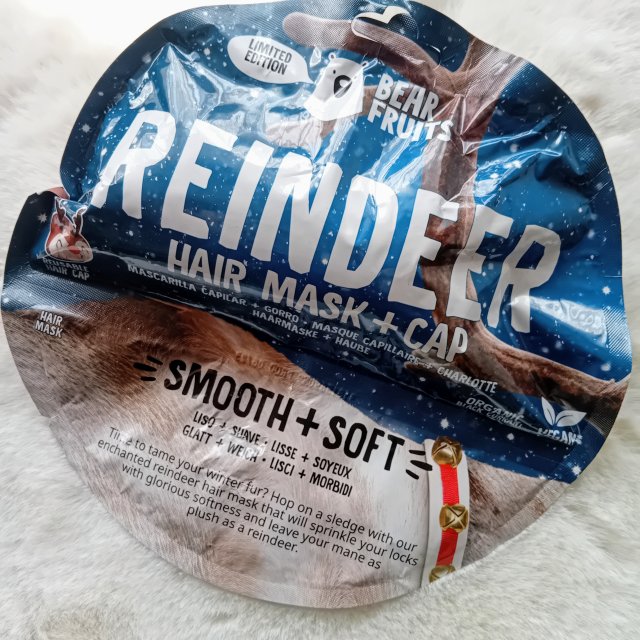 LIMITED
EDITION
BEAR
FRUITS
REINDEER
HAIR MASK + CAP
MASCARILLA CAPILAR + GORRO • MASQUE CAPILLAIRE + CHARLOTTE
HAARMASKE + HAUBE
HAIR CAP
HAIR
MASK
ORGANIC
VEGAN
SMOOTH + SOFT
LISO + SUAVE • LISSE + SOYEUX
GLATT + WEICH • LISCI + MORBIDI
Time to tame your winter fur? Hop on a sledge with our
enchanted reindeer hair mask that will sprinkle your locks
with glorious softness and leave your mane as
plush as a reindeer.